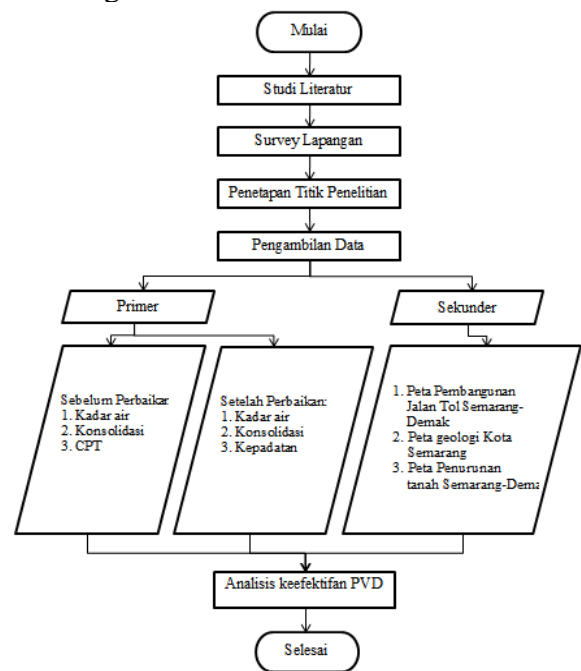 Mulai
Studi Literatur
Survey Lapangan
Penetapan Titik Penelitian
Pengambilan Data
Primer
Sekunder
Sebelum Perbaikan
1. Kadar air
2. Konsolidasi
3. CPT
Setelah Perbaikan:
1. Kadar air
2. Konsolidasi
3. Kepadatan
1. Peta Pembangunan
Jalan Tol Semarang-
Demak
2. Peta geologi Kota
Semarang
3. Peta Penurunan
tanah Semarang-Dema
Analisis keefektifan PVD
Selesai